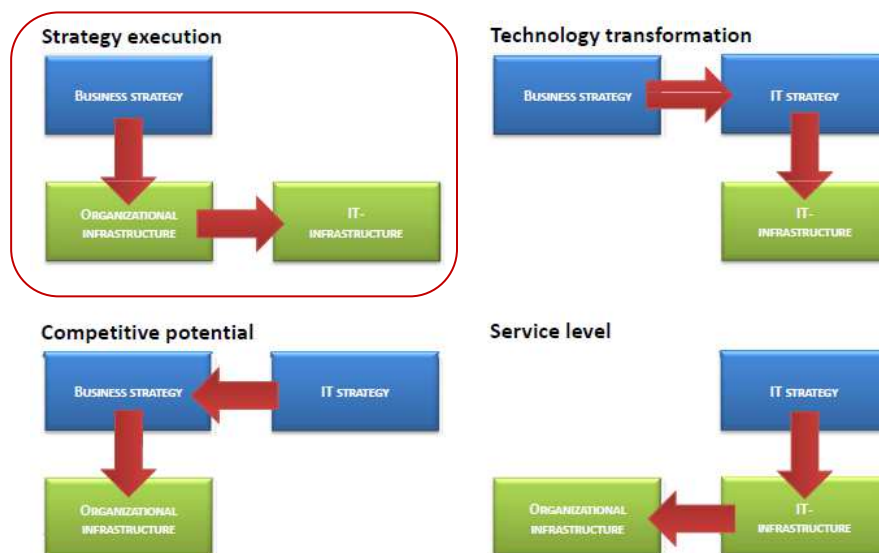 Strategy execution
BUSINESS STRATEGY
ORGANIZATIONAL
INFRASTRUCTURE
IT-
INFRASTRUCTURE
Technology transformation
BUSINESS STRATEGY
IT STRATEGY
IT-
INFRASTRUCTURE
Competitive potential
BUSINESS STRATEGY
IT STRATEGY
ORGANIZATIONAL
INFRASTRUCTURE
Service level
IT STRATEGY
ORGANIZATIONAL
INFRASTRUCTURE
IT-
INFRASTRUCTURE